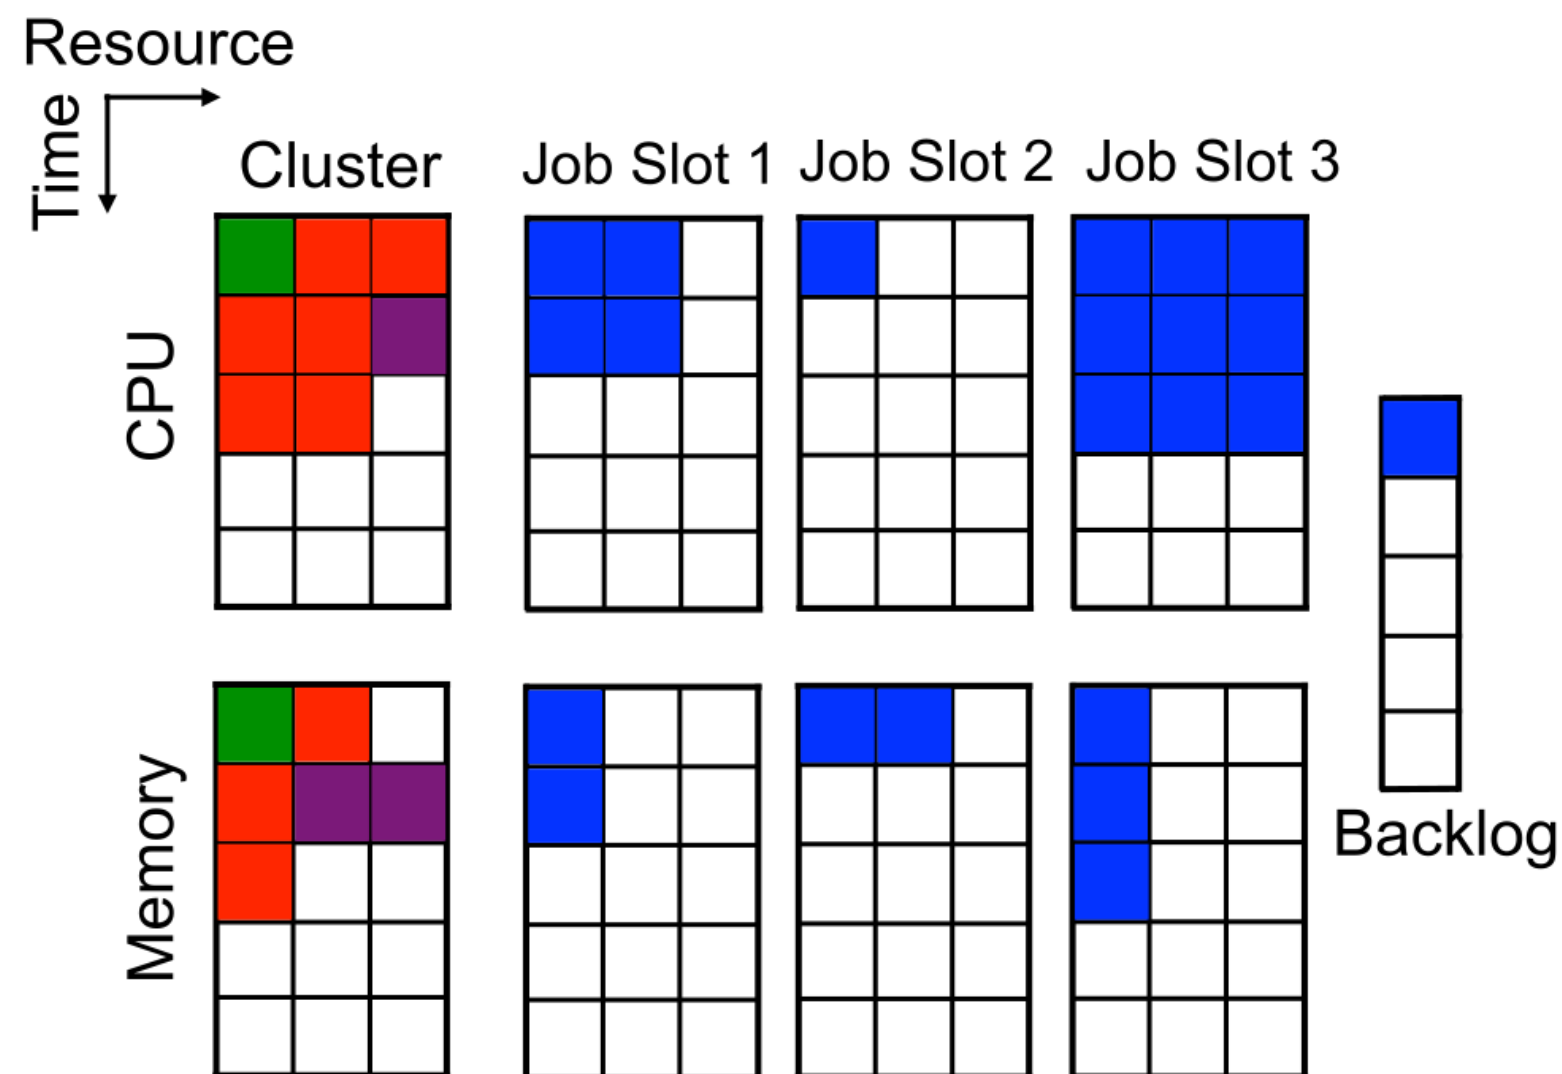 Resource
Time
Cluster
Job Slot 1
Job Slot 2
Job Slot 3
CPU
Memory
Backlog